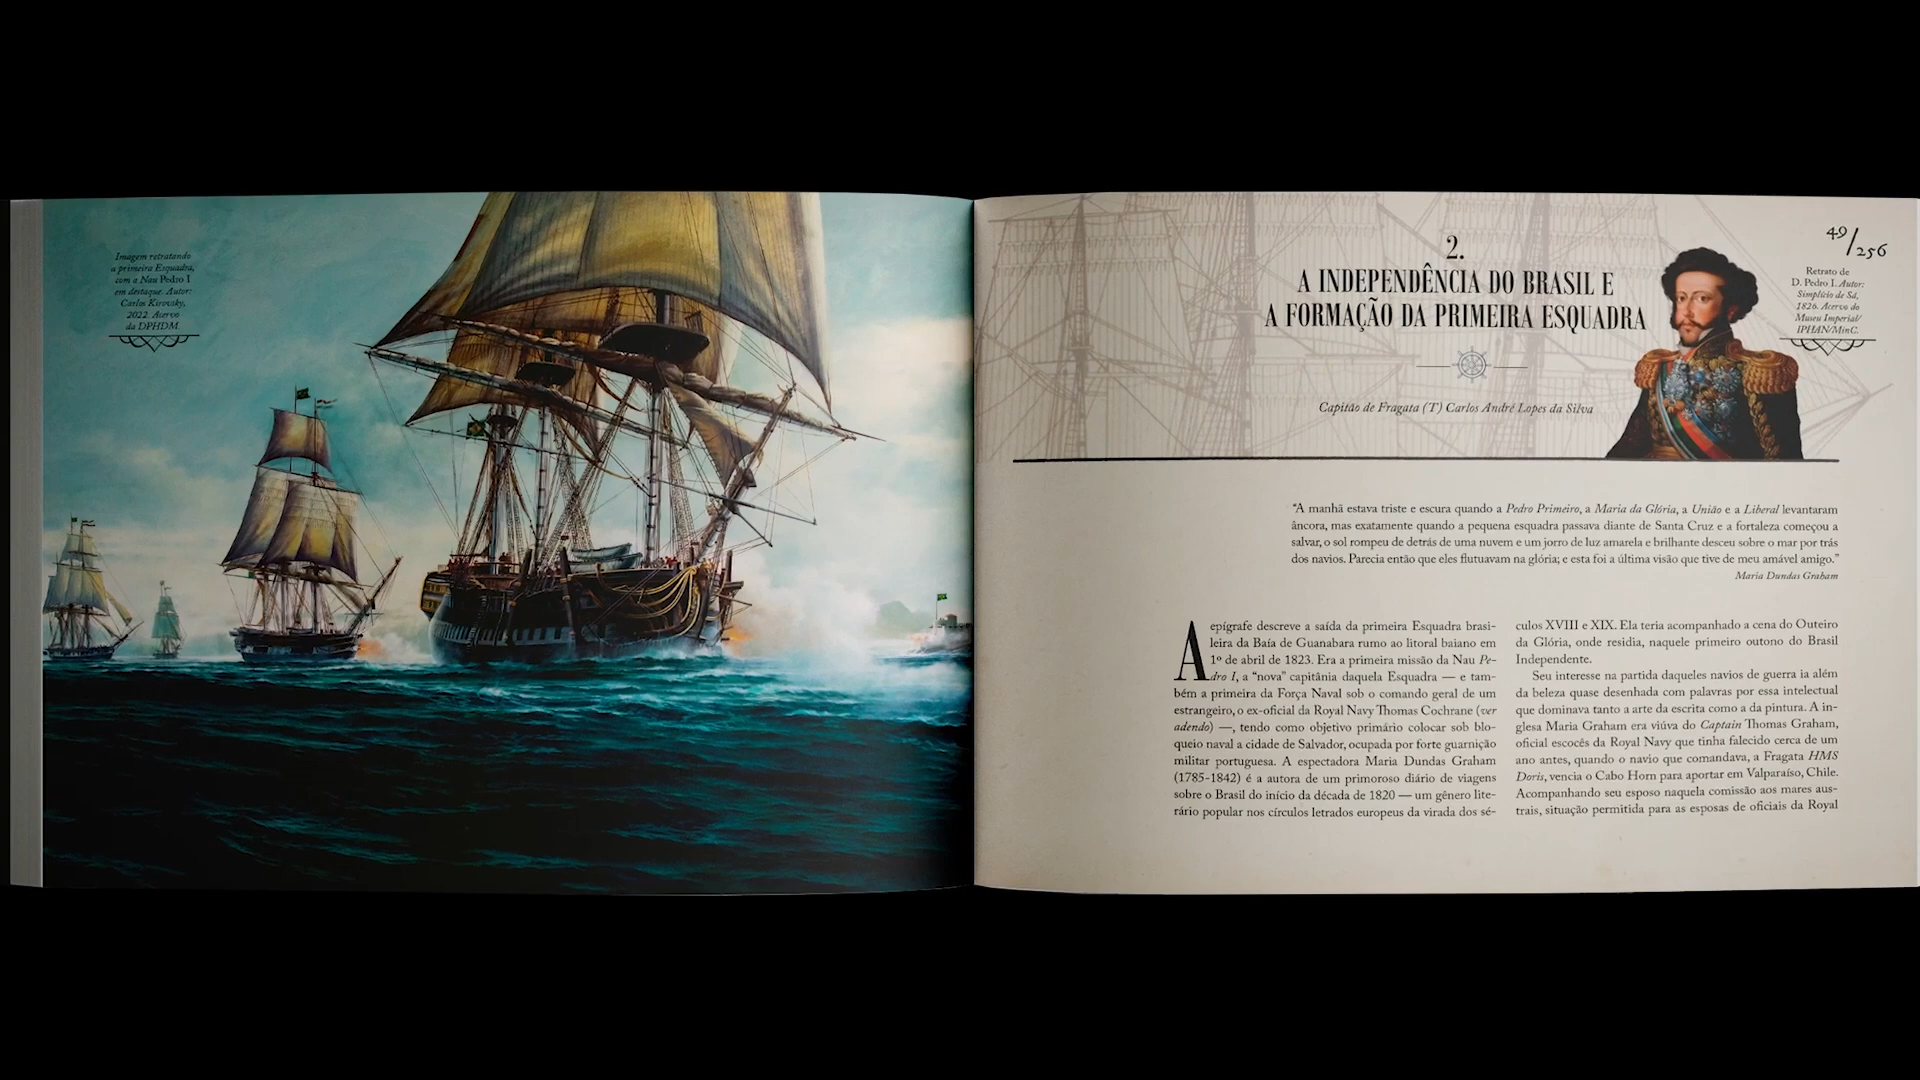 Imagem retratando
a primeira Esquadra,
com a Nau Pedro I
em destaque. Autor:
Carlos Kirovsky,
2022. Acervo
da DPHDM.
49/256
2.
A INDEPENDÊNCIA DO BRASIL E
A FORMAÇÃO DA PRIMEIRA ESQUADRA
Capitão de Fragata (T) Carlos André Lopes da Silva
Retrato de
D. Pedro I. Autor:
Simplício de Sá,
1826. Acervo do
Museu Imperial/
IPHAN/MinC.
“A manhã estava triste e escura quando a Pedro Primeiro, a Maria da Glória, a União e a Liberal levantaram
âncora, mas exatamente quando a pequena esquadra passava diante de Santa Cruz e a fortaleza começou a
salvar, o sol rompeu de detrás de uma nuvem e um jorro de luz amarela e brilhante desceu sobre o mar por trás
dos navios. Parecia então que eles flutuavam na glória; e esta foi a última visão que tive de meu amável amigo.”
Maria Dundas Graham
A epígrafe descreve a saída da primeira Esquadra brasi-
leira da Baía de Guanabara rumo ao litoral baiano em
1º de abril de 1823. Era a primeira missão da Nau Pe-
dro I, a “nova” capitânia daquela Esquadra — e tam-
bém a primeira da Força Naval sob o comando geral de um
estrangeiro, o ex-oficial da Royal Navy Thomas Cochrane (ver
adendo) —, tendo como objetivo primário colocar sob blo-
queio naval a cidade de Salvador, ocupada por forte guarnição
militar portuguesa. A espectadora Maria Dundas Graham
(1785-1842) é a autora de um primoroso diário de viagens
sobre o Brasil do início da década de 1820 — um gênero lite-
rário popular nos círculos letrados europeus da virada dos sé-
culos XVIII e XIX. Ela teria acompanhado a cena do Outeiro
da Glória, onde residia, naquele primeiro outono do Brasil
Independente.
Seu interesse na partida daqueles navios de guerra ia além
da beleza quase desenhada com palavras por essa intelectual
que dominava tanto a arte da escrita como a da pintura. A in-
glesa Maria Graham era viúva do Captain Thomas Graham,
oficial escocês da Royal Navy que tinha falecido cerca de um
ano antes, quando o navio que comandava, a Fragata HMS
Doris, vencia o Cabo Horn para aportar em Valparaíso, Chile.
Acompanhando seu esposo naquela comissão aos mares aus-
trais, situação permitida para as esposas de oficiais da Royal